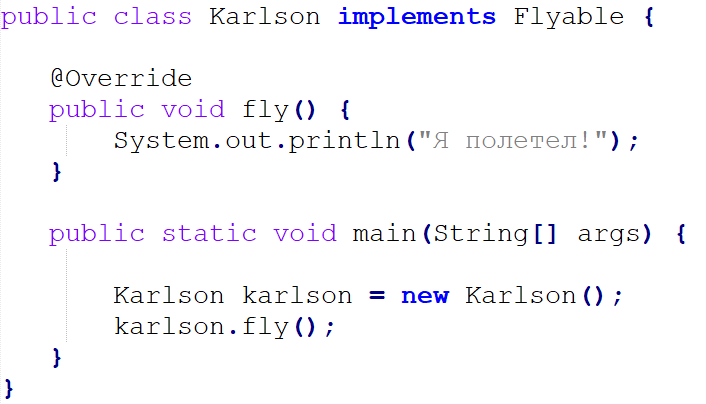 public class Karlson implements Flyable {
@Override
public void fly() {
System.out.println("Я полетел!");
}
public static void main(String[] args) {
Karlson karlson = new Karlson();
karlson.fly();
}
}